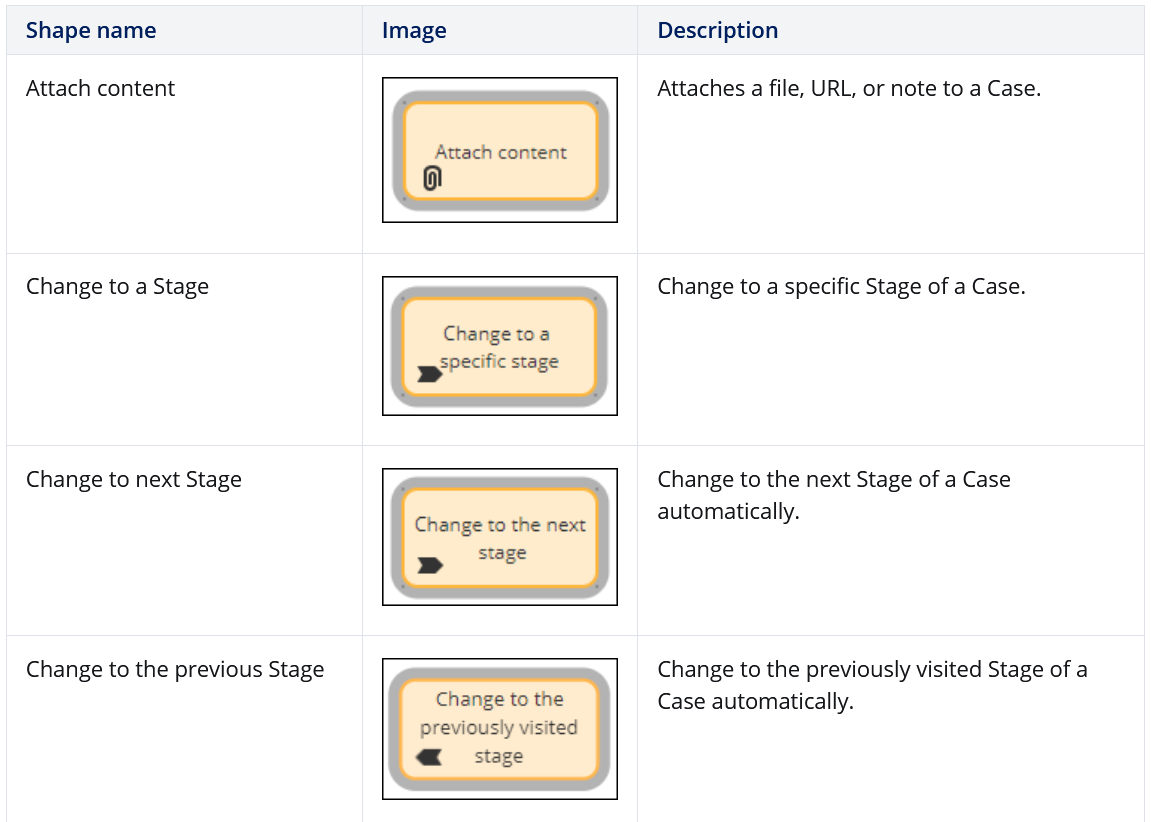 Shape name
Image
Description
Attach content
Attach content
Attaches a file, URL, or note to a Case.
Change to a Stage
Change to a
specific stage
Change to a specific Stage of a Case.
Change to next Stage
Change to the next
stage
Change to the next Stage of a Case
automatically.
Change to the previous Stage
Change to the
previously visited
stage
Change to the previously visited Stage of a
Case automatically.